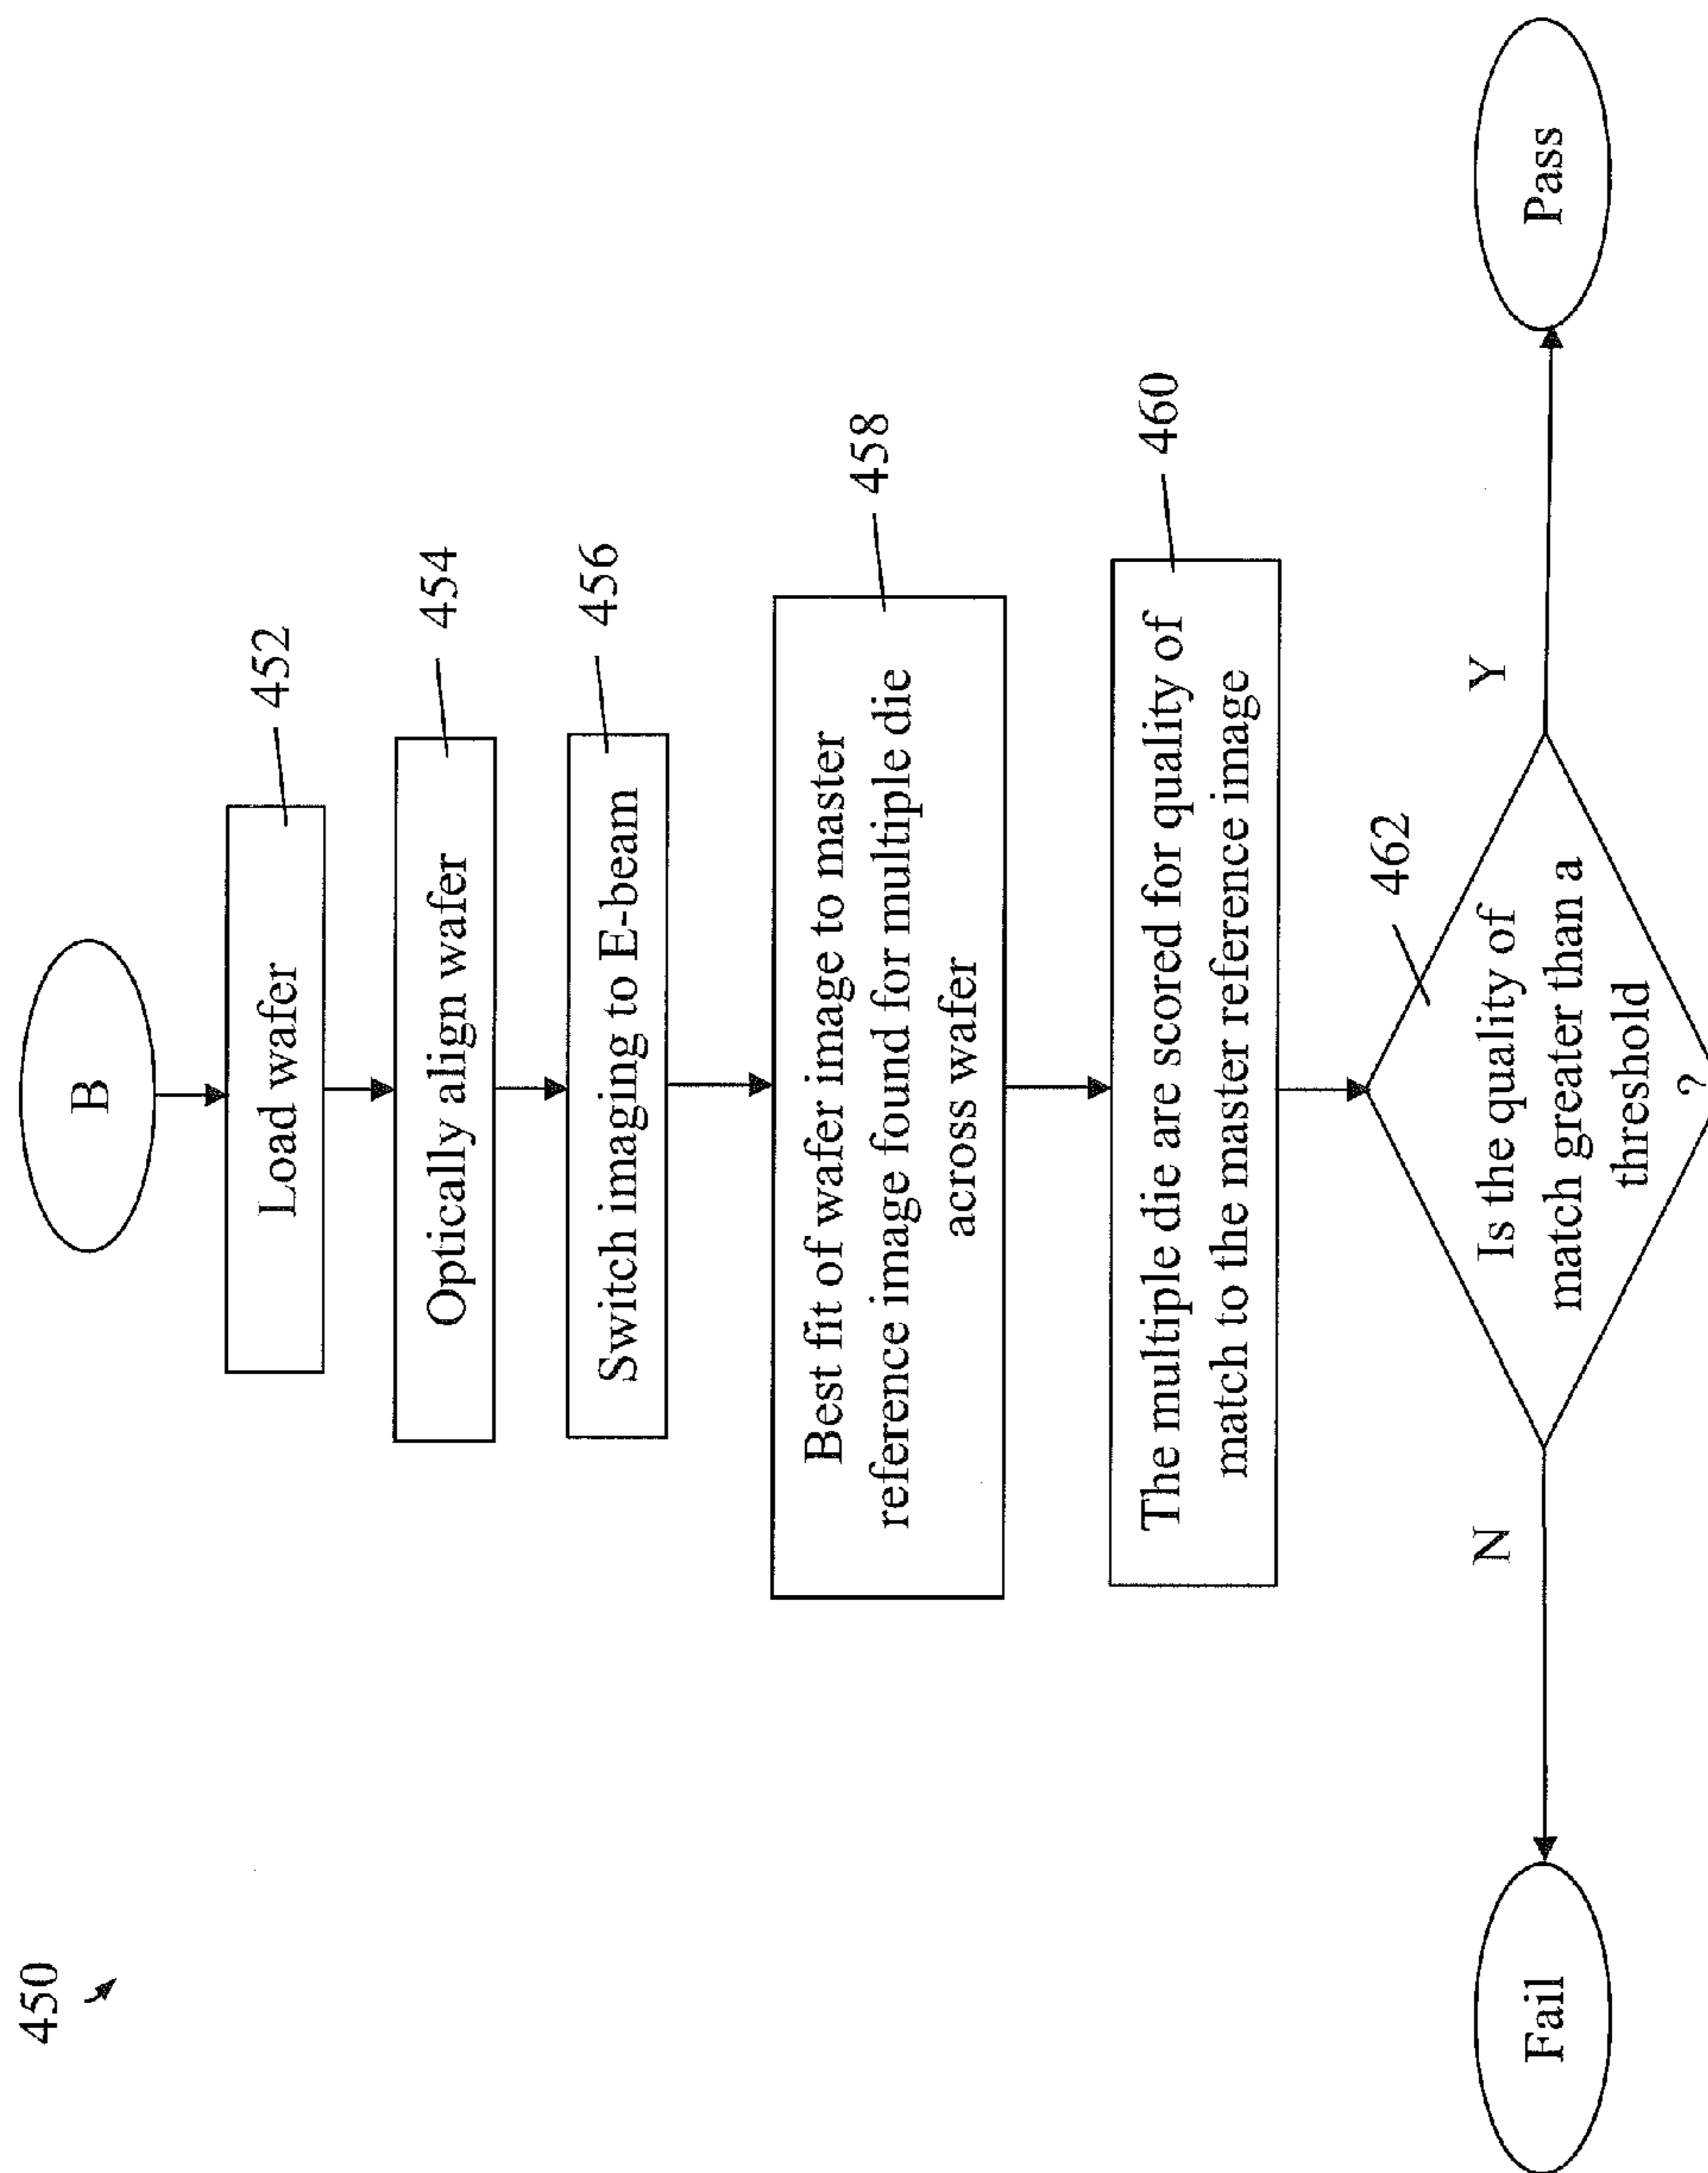 450
B
Load wafer
452
Optically align wafer
454
Switch imaging to E-beam
456
Best fit of wafer image to master
reference image found for multiple die
across wafer
458
The multiple die are scored for quality of
match to the master reference image
460
Is the quality of
match greater than a
threshold
?
462
N
Y
Fail
Pass